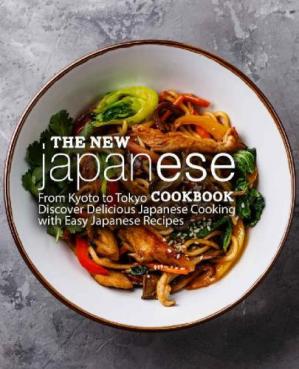 THE NEW
japanese
From Kyoto to Tokyo COOKBOOK
Discover Delicious Japanese Cooking
with Easy Japanese Recipes